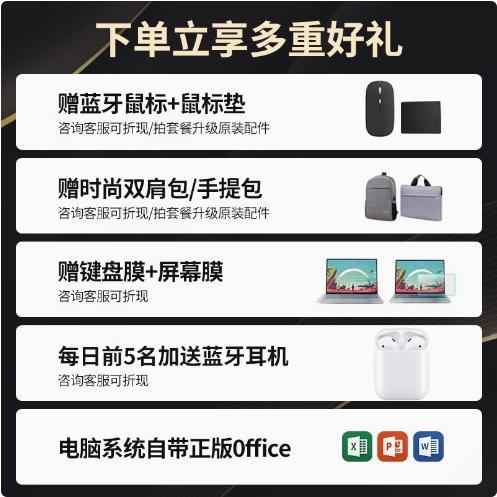 下单立享多重好礼
赠蓝牙鼠标+鼠标垫
咨询客服可折现/拍套餐升级原装配件
赠时尚双肩包/手提包
咨询客服可折现/拍套餐升级原装配件
赠键盘膜+屏幕膜
咨询客服可折现
每日前5名加送蓝牙耳机
咨询客服可折现
电脑系统自带正版0ffice
X
P
W